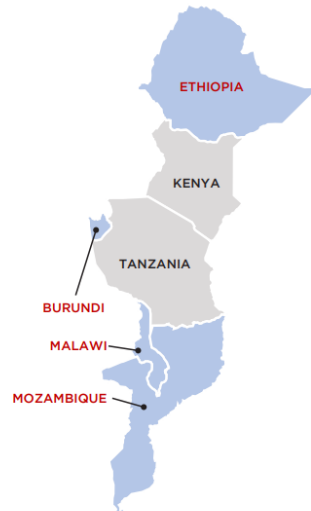 ETHIOPIA
KENYA
TANZANIA
BURUNDI
MALAWI
MOZAMBIQUE